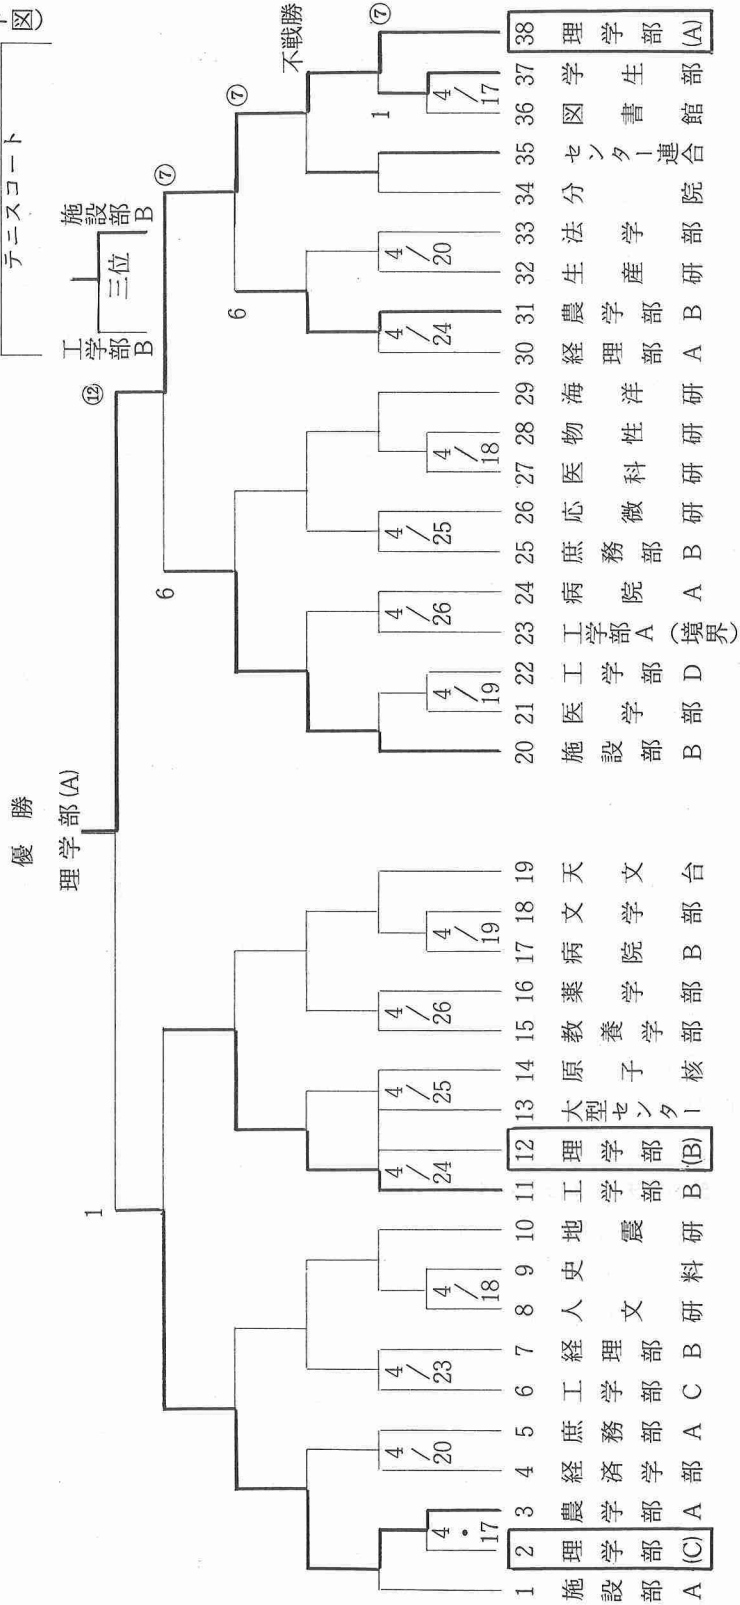 図)
テニスコート
優勝
理学部(A)
三位
施設部B
工学部B
1
⑫
6
⑦
6
⑦
不戦勝
⑦
1
1 施設部A
2 理学部(C)
3 農学部A
4 経済学部
5 庶務部A
6 工学部C
7 経理部B
8 人文研
9 史料
10 地震研
11 工学部B
12 理学部(B)
13 大型センター
14 原子核
15 教養学部
16 薬学部
17 病院B
18 文学部
19 天文台
20 施設部B
21 医学部
22 工学部D
23 工学部A(境界)
24 病院A
25 庶務部B
26 応微研
27 医科研
28 物性研
29 海洋研
30 経理部A
31 農学部B
32 生産研
33 法学部
34 分院
35 センター連合
36 図書館
37 学生部
38 理学部(A)
4・17
4/20
4/23
4/18
4/24
4/25
4/26
4/19
4/19
4/26
4/25
4/18
4/24
4/20
4/17